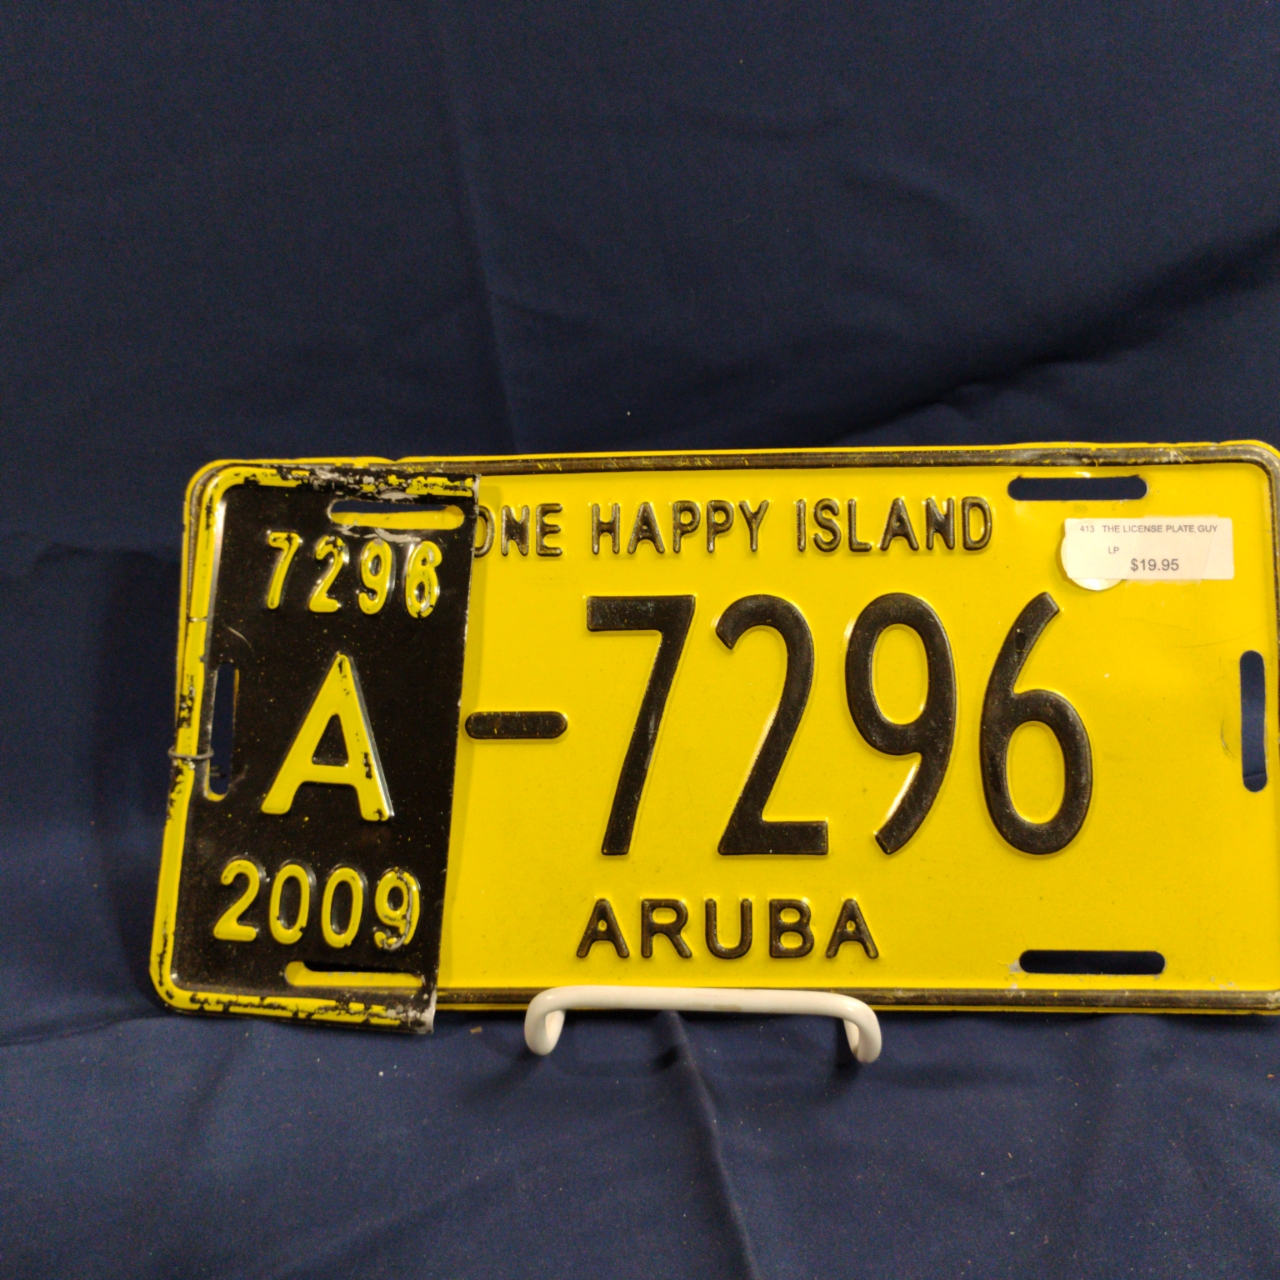 7296
A
2009
ONE HAPPY ISLAND
-7296
ARUBA
413 THE LICENSE PLATE GUY
LP
$19.95